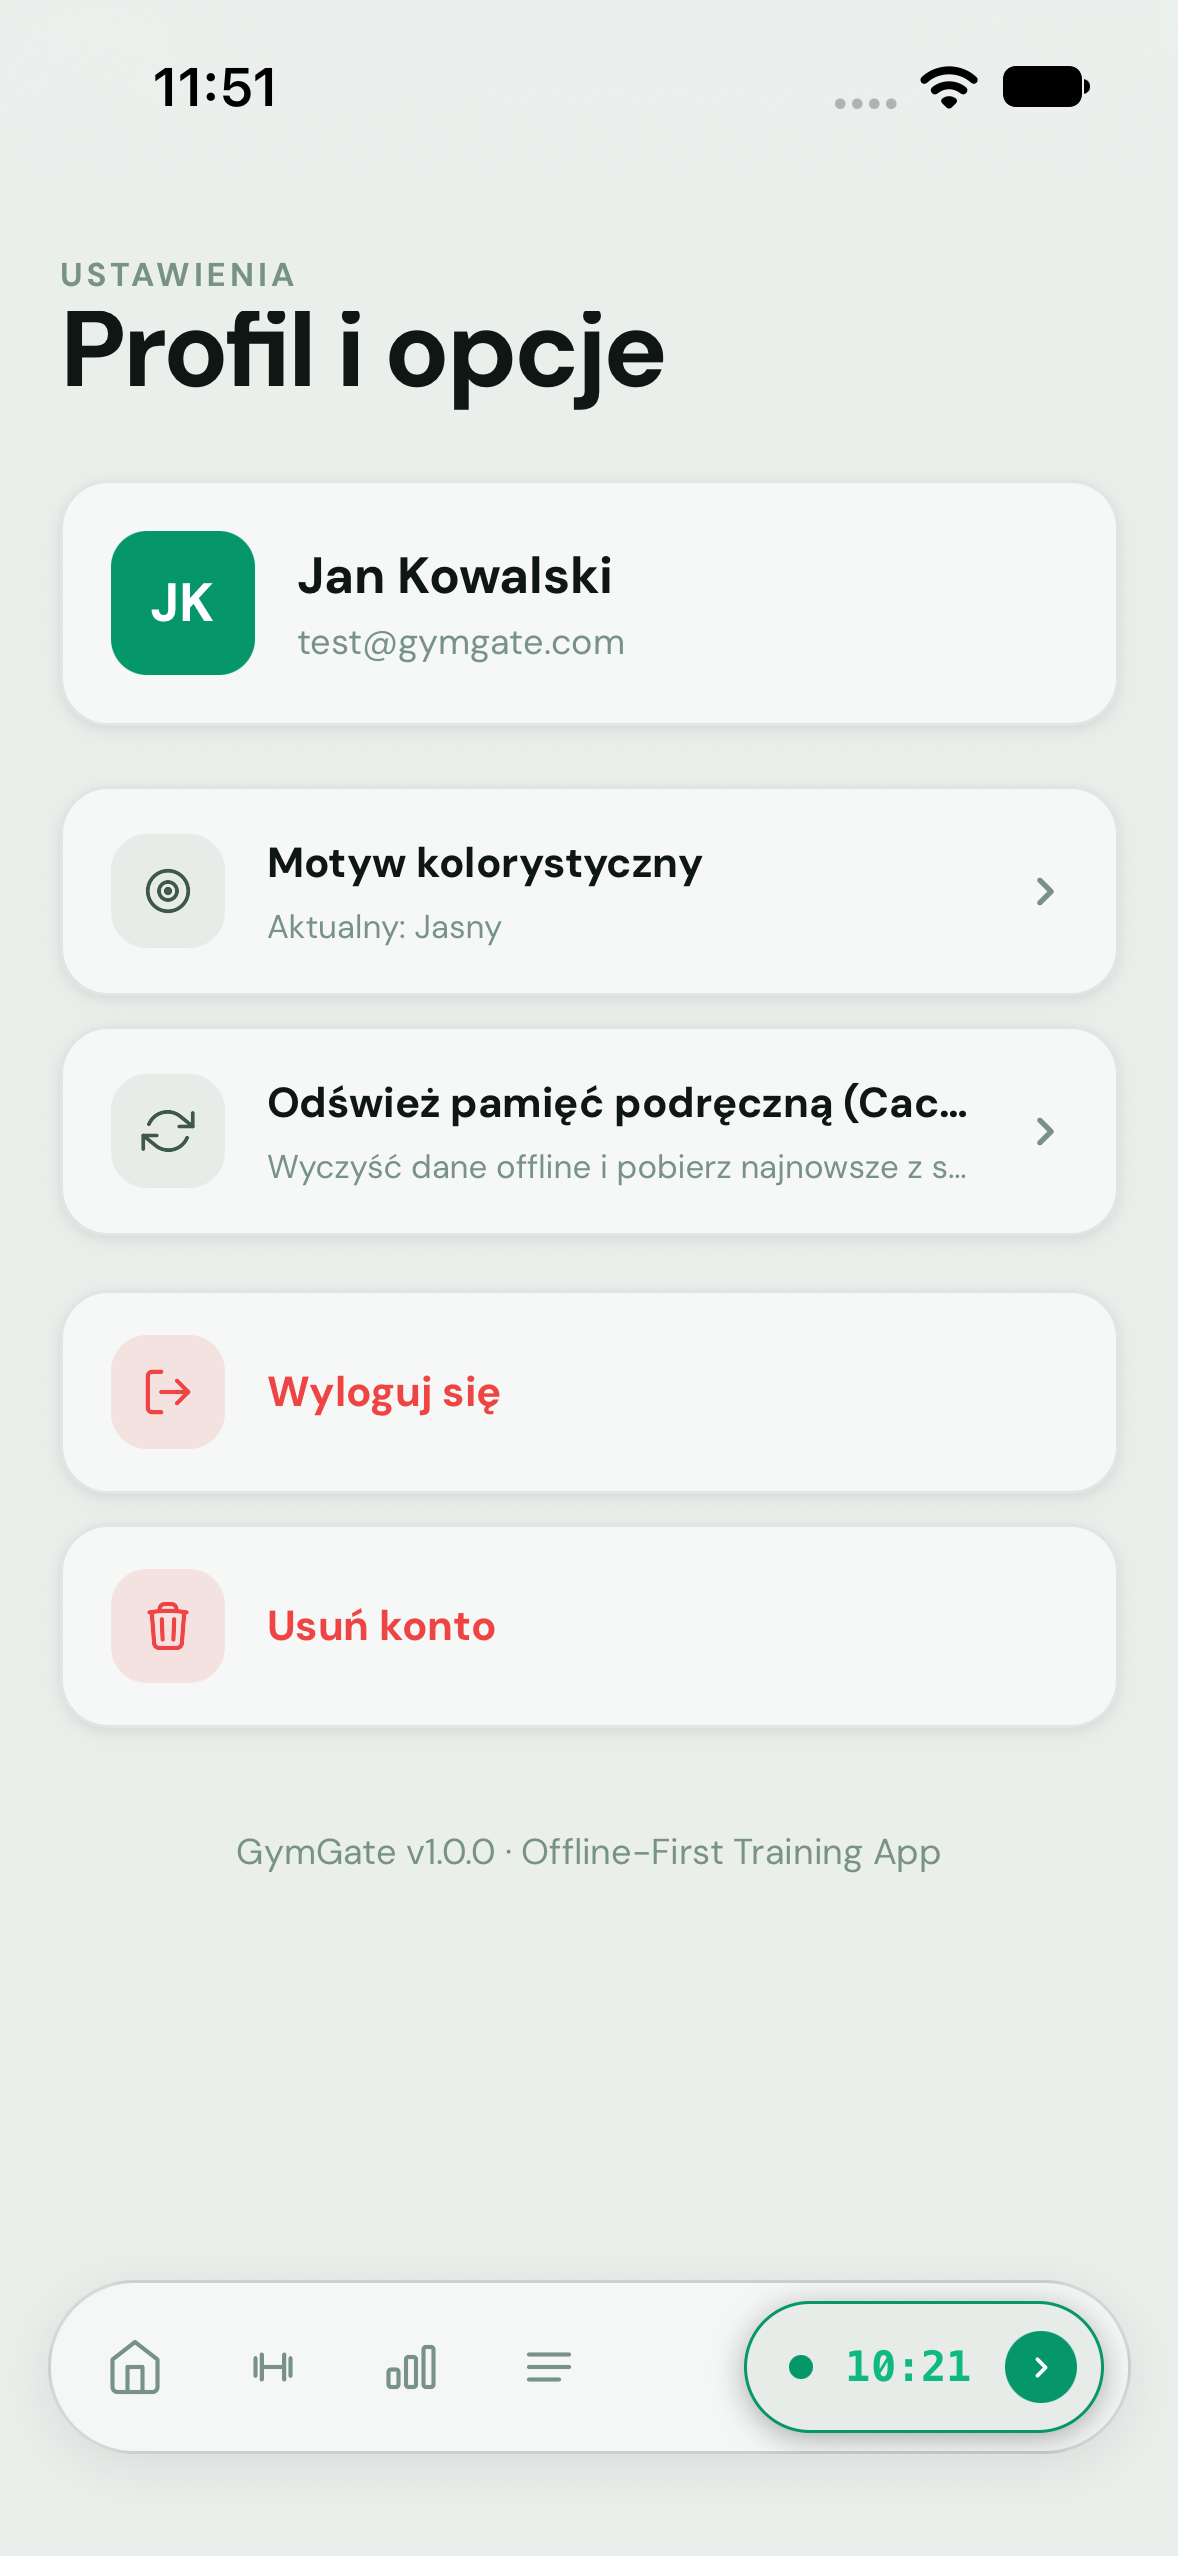 11:51
USTAWIENIA
Profil i opcje
JK
Jan Kowalski
test@gymgate.com
Motyw kolorystyczny
Aktualny: Jasny
Odśwież pamięć podręczną (Cac...
Wyczyść dane offline i pobierz najnowsze z s...
Wyloguj się
Usuń konto
GymGate v1.0.0 · Offline-First Training App
10:21